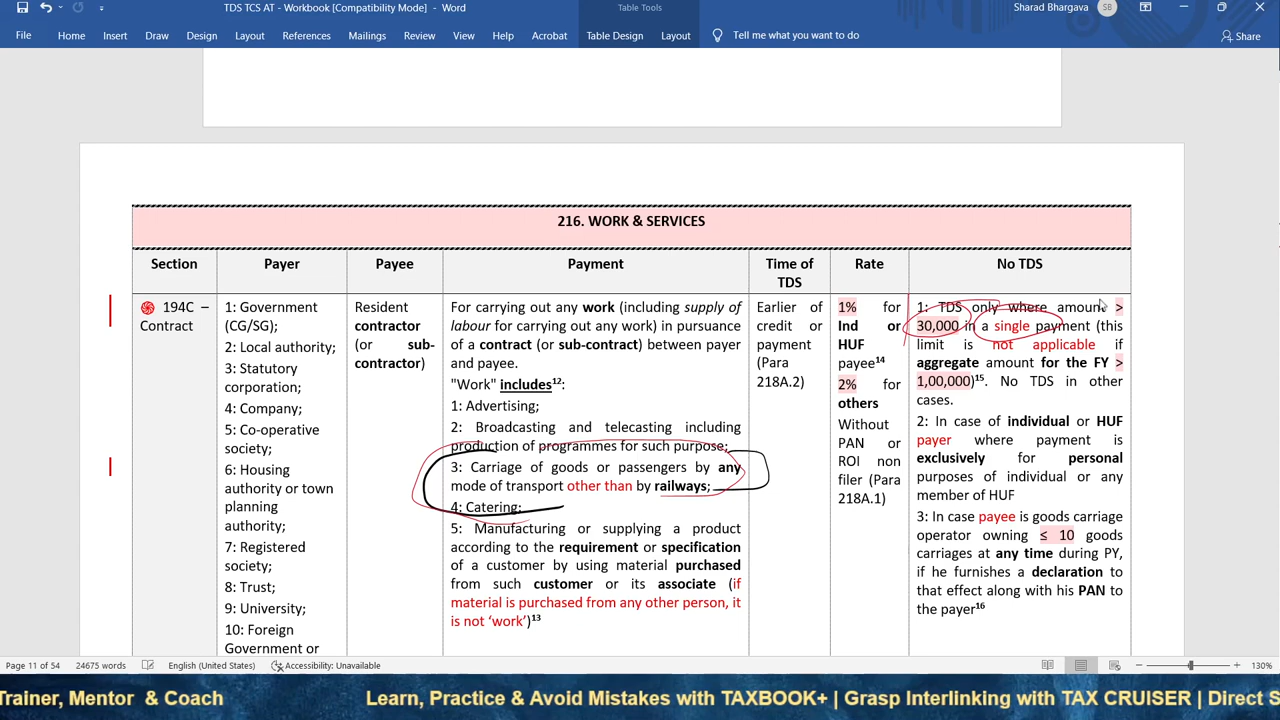 TDS TCS AT - Workbook [Compatibility Mode] - Word
Table Tools
Sharad Bhargava SB
File Home Insert Draw Design Layout References Mailings Review View Help Acrobat Table Design Layout Tell me what you want to do Share
216. WORK & SERVICES
Section Payer Payee Payment Time of TDS Rate No TDS
194C –
Contract
1: Government
(CG/SG);
2: Local authority;
3: Statutory
corporation;
4: Company;
5: Co-operative
society;
6: Housing
authority or town
planning
authority;
7: Registered
society;
8: Trust;
9: University;
10: Foreign
Government or
Resident
contractor
(or sub-
contractor)
For carrying out any work (including supply of
labour for carrying out any work) in pursuance
of a contract (or sub-contract) between payer
and payee.
"Work" includes12:
1: Advertising;
2: Broadcasting and telecasting including
production of programmes for such purpose;
3: Carriage of goods or passengers by any
mode of transport other than by railways;
4: Catering;
5: Manufacturing or supplying a product
according to the requirement or specification
of a customer by using material purchased
from such customer or its associate (if
material is purchased from any other person, it
is not ‘work’)13
Earlier of
credit or
payment
(Para
218A.2)
1% for
Ind or
HUF
payee14
2% for
others
Without
PAN or
ROI non
filer (Para
218A.1)
1: TDS only where amount >
30,000 in a single payment (this
limit is not applicable if
aggregate amount for the FY >
1,00,000)15. No TDS in other
cases.
2: In case of individual or HUF
payer where payment is
exclusively for personal
purposes of individual or any
member of HUF
3: In case payee is goods carriage
operator owning ≤ 10 goods
carriages at any time during PY,
if he furnishes a declaration to
that effect along with his PAN to
the payer16
Page 11 of 54 24675 words English (United States) Accessibility: Unavailable 130%
Trainer, Mentor & Coach Learn, Practice & Avoid Mistakes with TAXBOOK+ | Grasp Interlinking with TAX CRUISER | Direct S